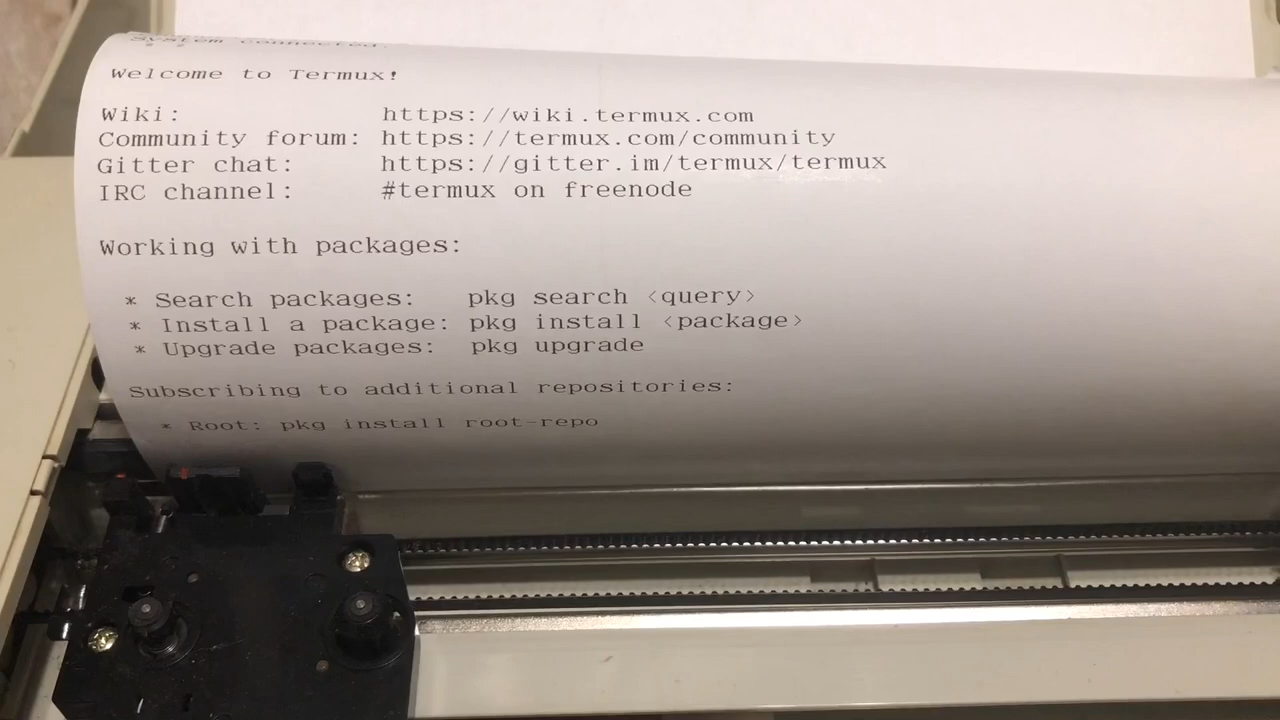 System connected.
Welcome to Termux!
Wiki: https://wiki.termux.com
Community forum: https://termux.com/community
Gitter chat: https://gitter.im/termux/termux
IRC channel: #termux on freenode
Working with packages:
* Search packages: pkg search <query>
* Install a package: pkg install <package>
* Upgrade packages: pkg upgrade
Subscribing to additional repositories:
* Root: pkg install root-repo